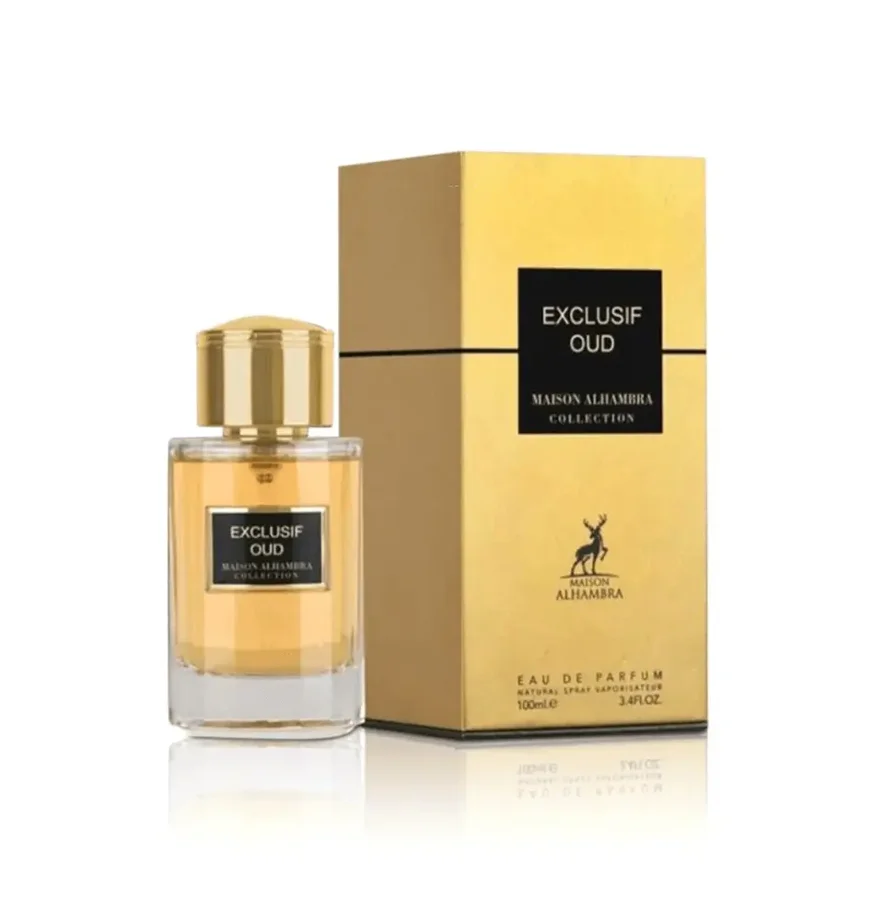 EXCLUSIF
OUD
MAISON ALHAMBRA
COLLECTION
MAISON
ALHAMBRA
EAU DE PARFUM
NATURAL SPRAY VAPORISATEUR
100ml.e 3.4FL.OZ.
EXCLUSIF
OUD
MAISON ALHAMBRA
COLLECTION